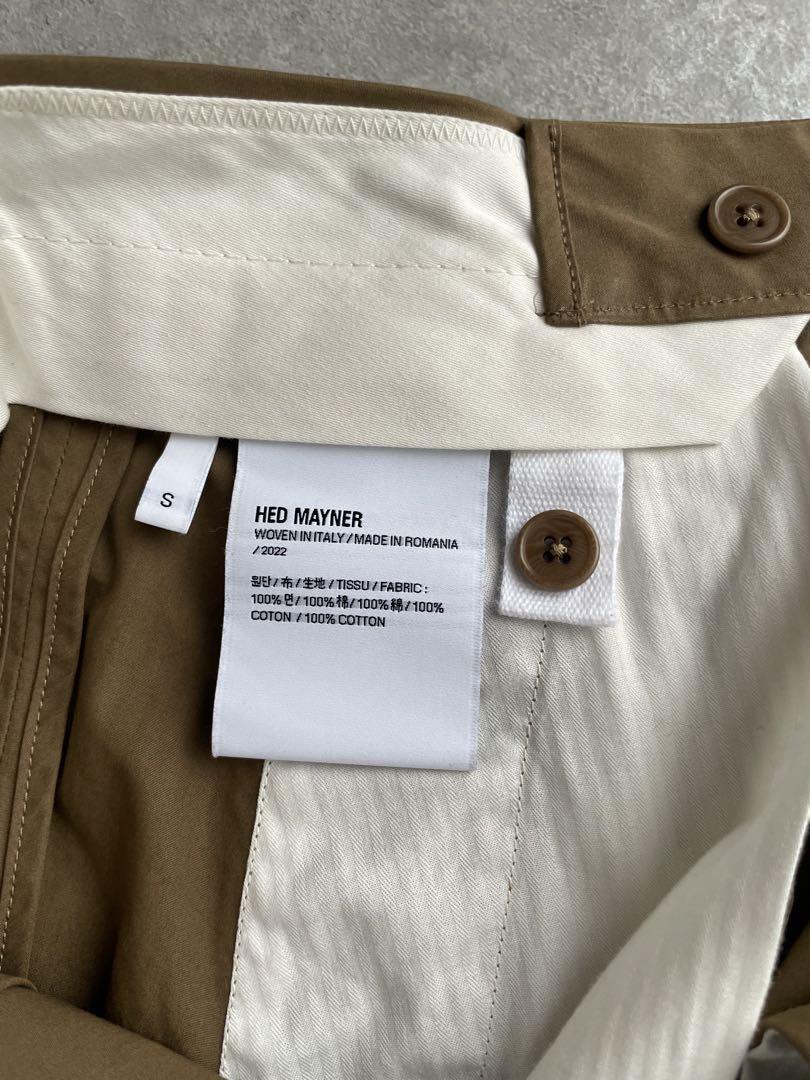 S
HED MAYNER
WOVEN IN ITALY / MADE IN ROMANIA
/ 2022
원단 / 布 / 生地 / TISSU / FABRIC :
100% 면 / 100% 棉 / 100% 綿 / 100%
COTON / 100% COTTON